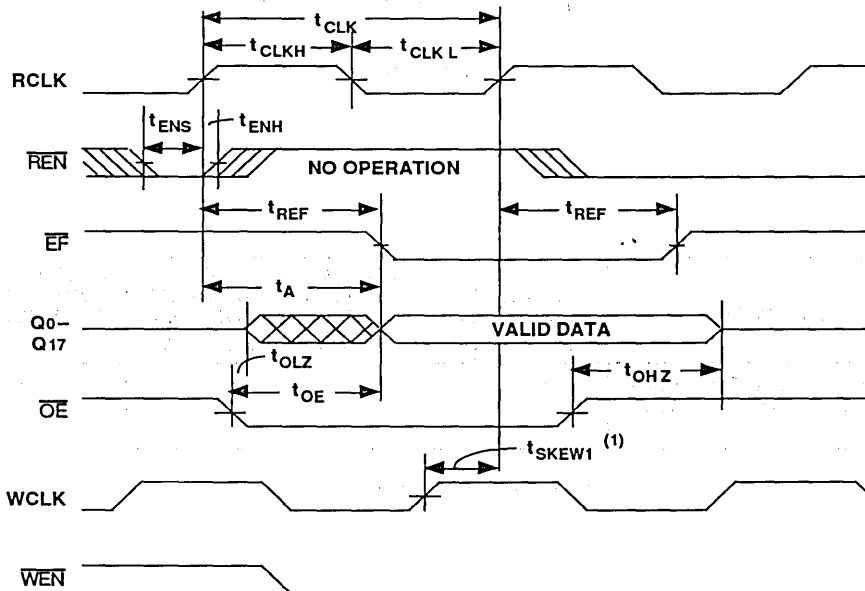 tCLK
tCLKH
tCLKL
RCLK
tENS
tENH
REN
NO OPERATION
tREF
tREF
EF
tA
Q0–
Q17
VALID DATA
tOLZ
tOE
tOHZ
OE
tSKEW1 (1)
WCLK
WEN